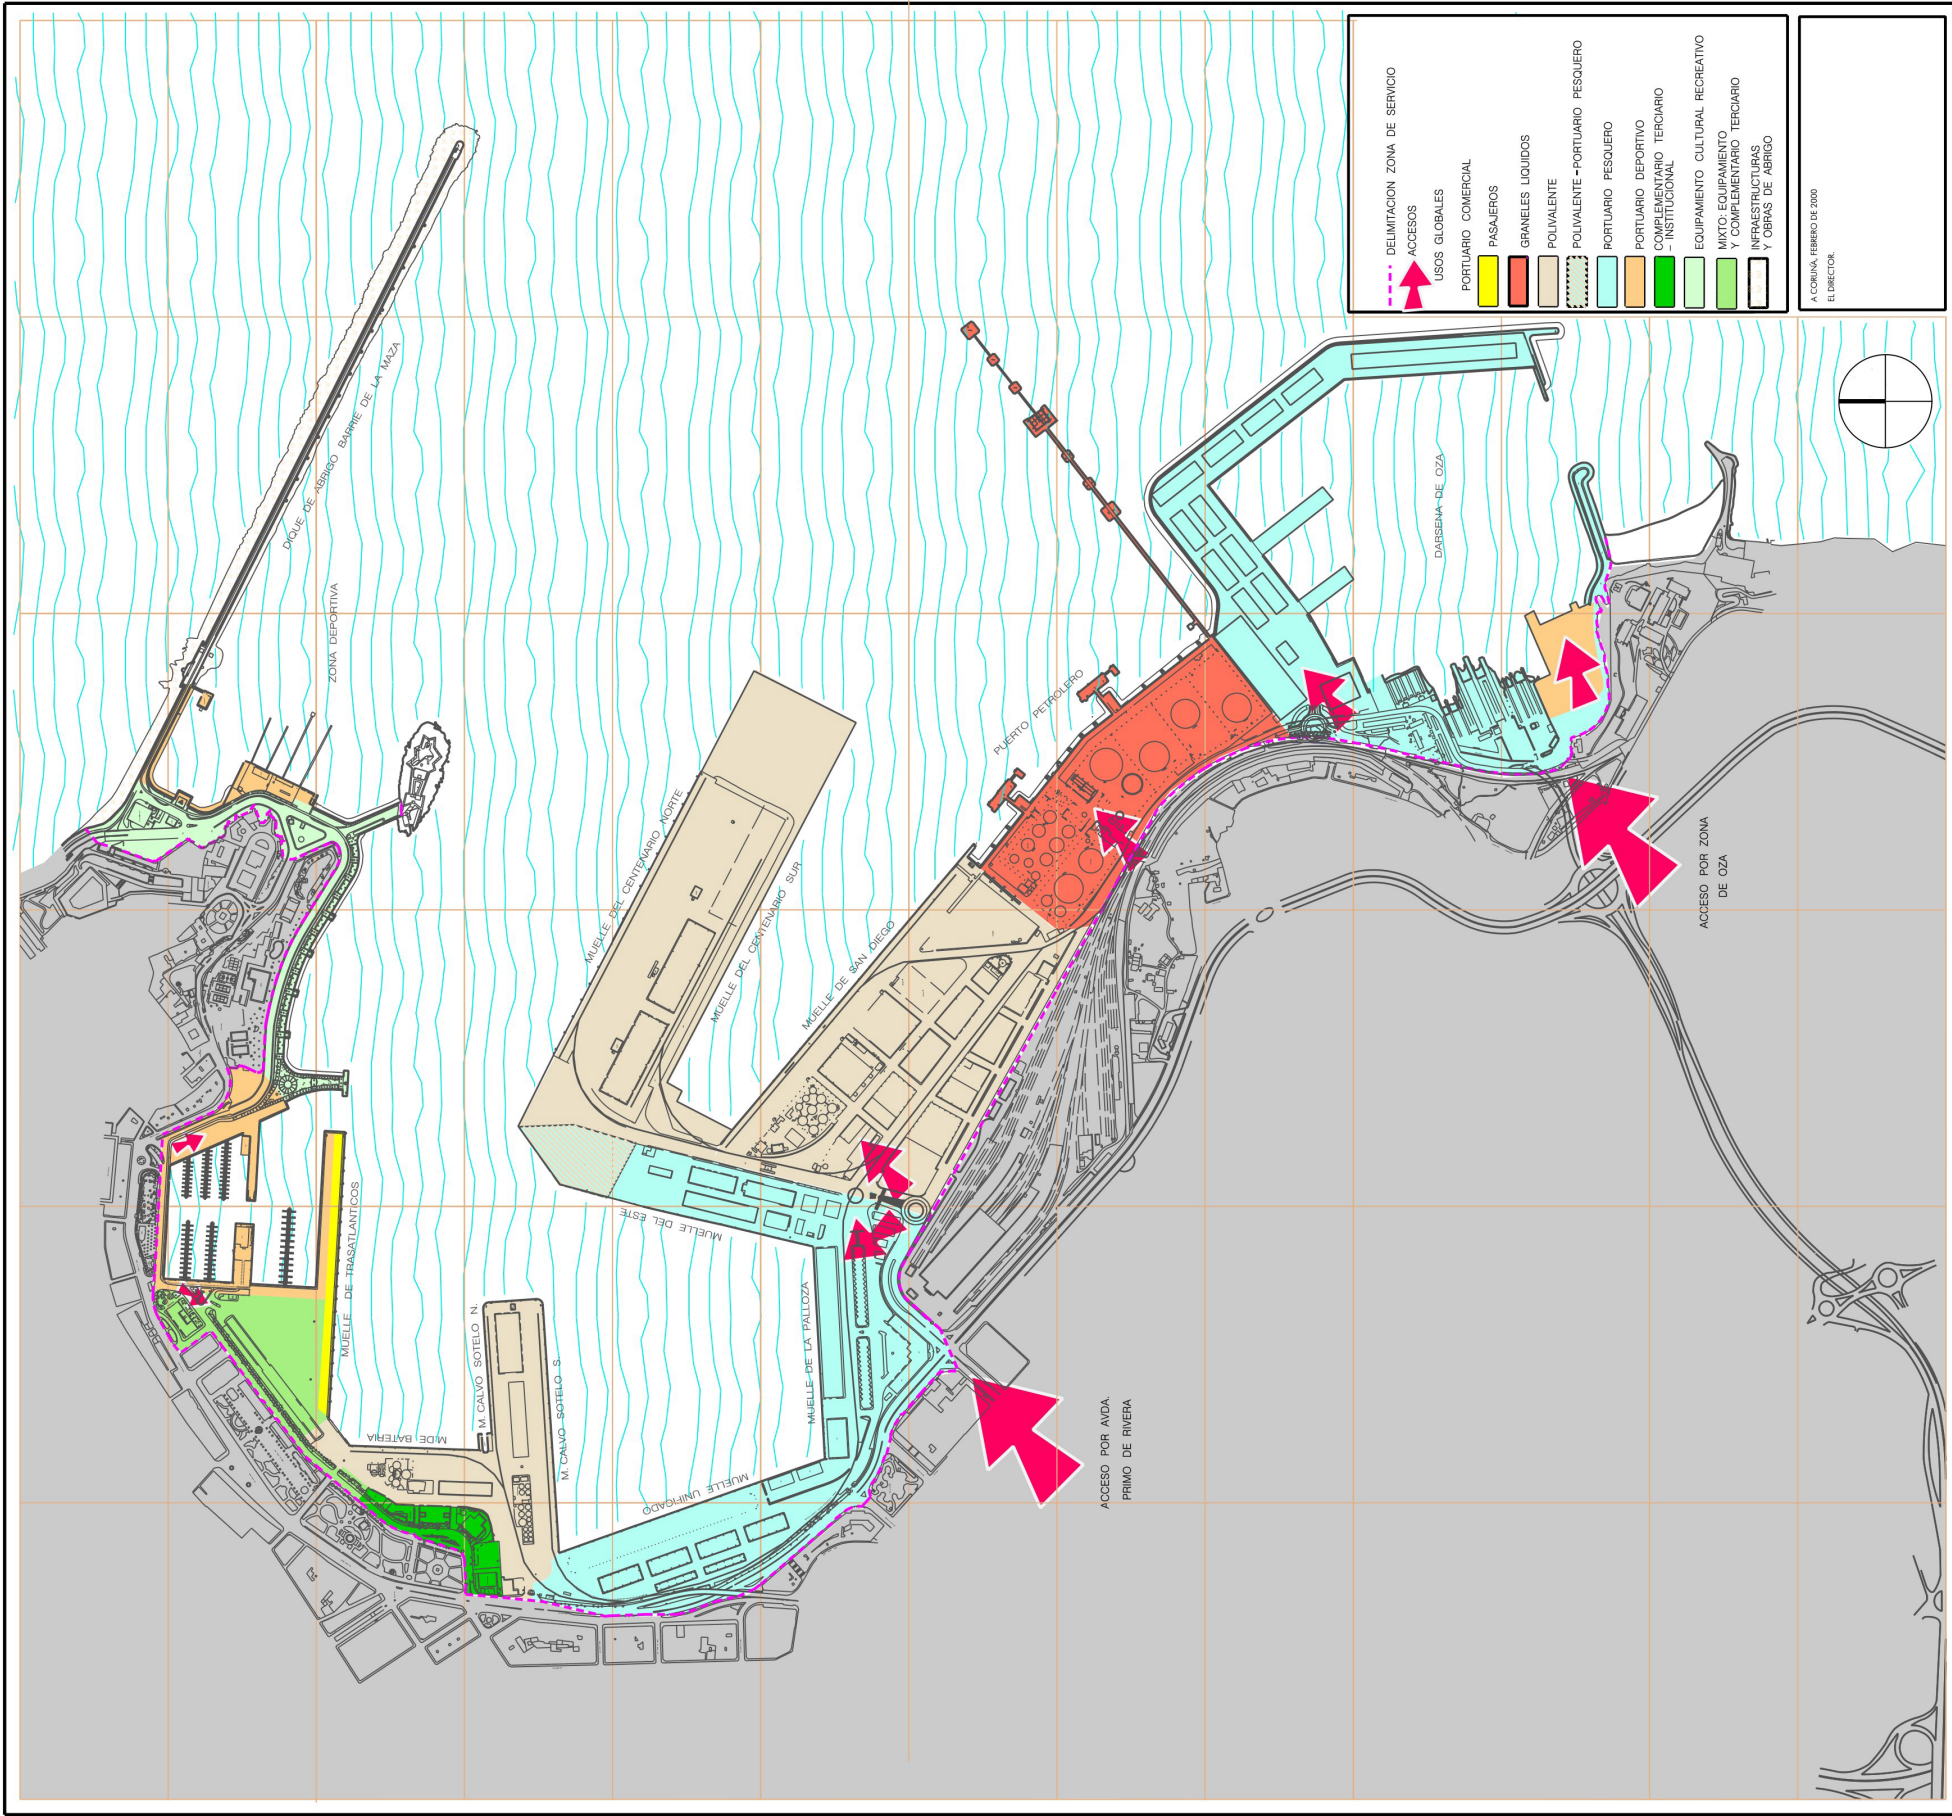 DELIMITACION ZONA DE SERVICIO
ACCESOS
USOS GLOBALES
PORTUARIO COMERCIAL
PASAJEROS
GRANELES LIQUIDOS
POLIVALENTE
POLIVALENTE-PORTUARIO PESQUERO
PORTUARIO PESQUERO
PORTUARIO DEPORTIVO
COMPLEMENTARIO TERCIARIO
- INSTITUCIONAL
EQUIPAMIENTO CULTURAL RECREATIVO
MIXTO: EQUIPAMIENTO
Y COMPLEMENTARIO TERCIARIO
INFRAESTRUCTURAS
Y OBRAS DE ABRIGO
A CORUÑA, FEBRERO DE 2000
EL DIRECTOR.
DIQUE DE ABRIGO BARRIE DE LA MAZA
ZONA DEPORTIVA
MUELLE DE TRASATLANTICOS
M.DE BATERIA
M. CALVO SOTELO N.
M. CALVO SOTELO S.
MUELLE UNIFICADO
MUELLE DE LA PALLOZA
MUELLE DEL ESTE
MUELLE DEL CENTENARIO NORTE
MUELLE DEL CENTENARIO SUR
MUELLE DE SAN DIEGO
PUERTO PETROLERO
DARSENA DE OZA
ACCESO POR ZONA
DE OZA
ACCESO POR AVDA.
PRIMO DE RIVERA